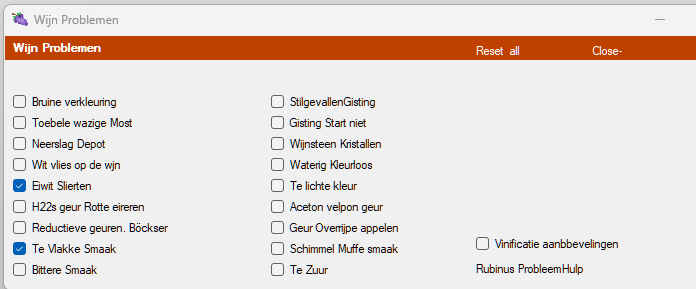 Wijn Problemen
Wijn Problemen
Reset all
Close-
Bruine verkleuring
Toebele wazige Most
Neerslag Depot
Wit vlies op de wjn
Eiwit Slierten
H22s geur Rotte eireren
Reductieve geuren. Böckser
Te Vlakke Smaak
Bittere Smaak
StilgevallenGisting
Gisting Start niet
Wijnsteen Kristallen
Waterig Kleurloos
Te lichte kleur
Aceton velpon geur
Geur Overrijpe appelen
Schimmel Muffe smaak
Te Zuur
Vinificatie aanbbevelingen
Rubinus ProbleemHulp